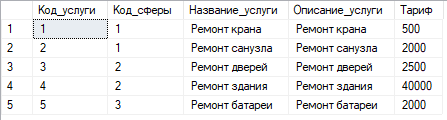 Код_услуги Код_сферы Название_услуги Описание_услуги Тариф
1 1 1 Ремонт крана Ремонт крана 500
2 2 1 Ремонт санузла Ремонт санузла 2000
3 3 2 Ремонт дверей Ремонт дверей 2500
4 4 2 Ремонт здания Ремонт здания 40000
5 5 3 Ремонт батареи Ремонт батареи 2000